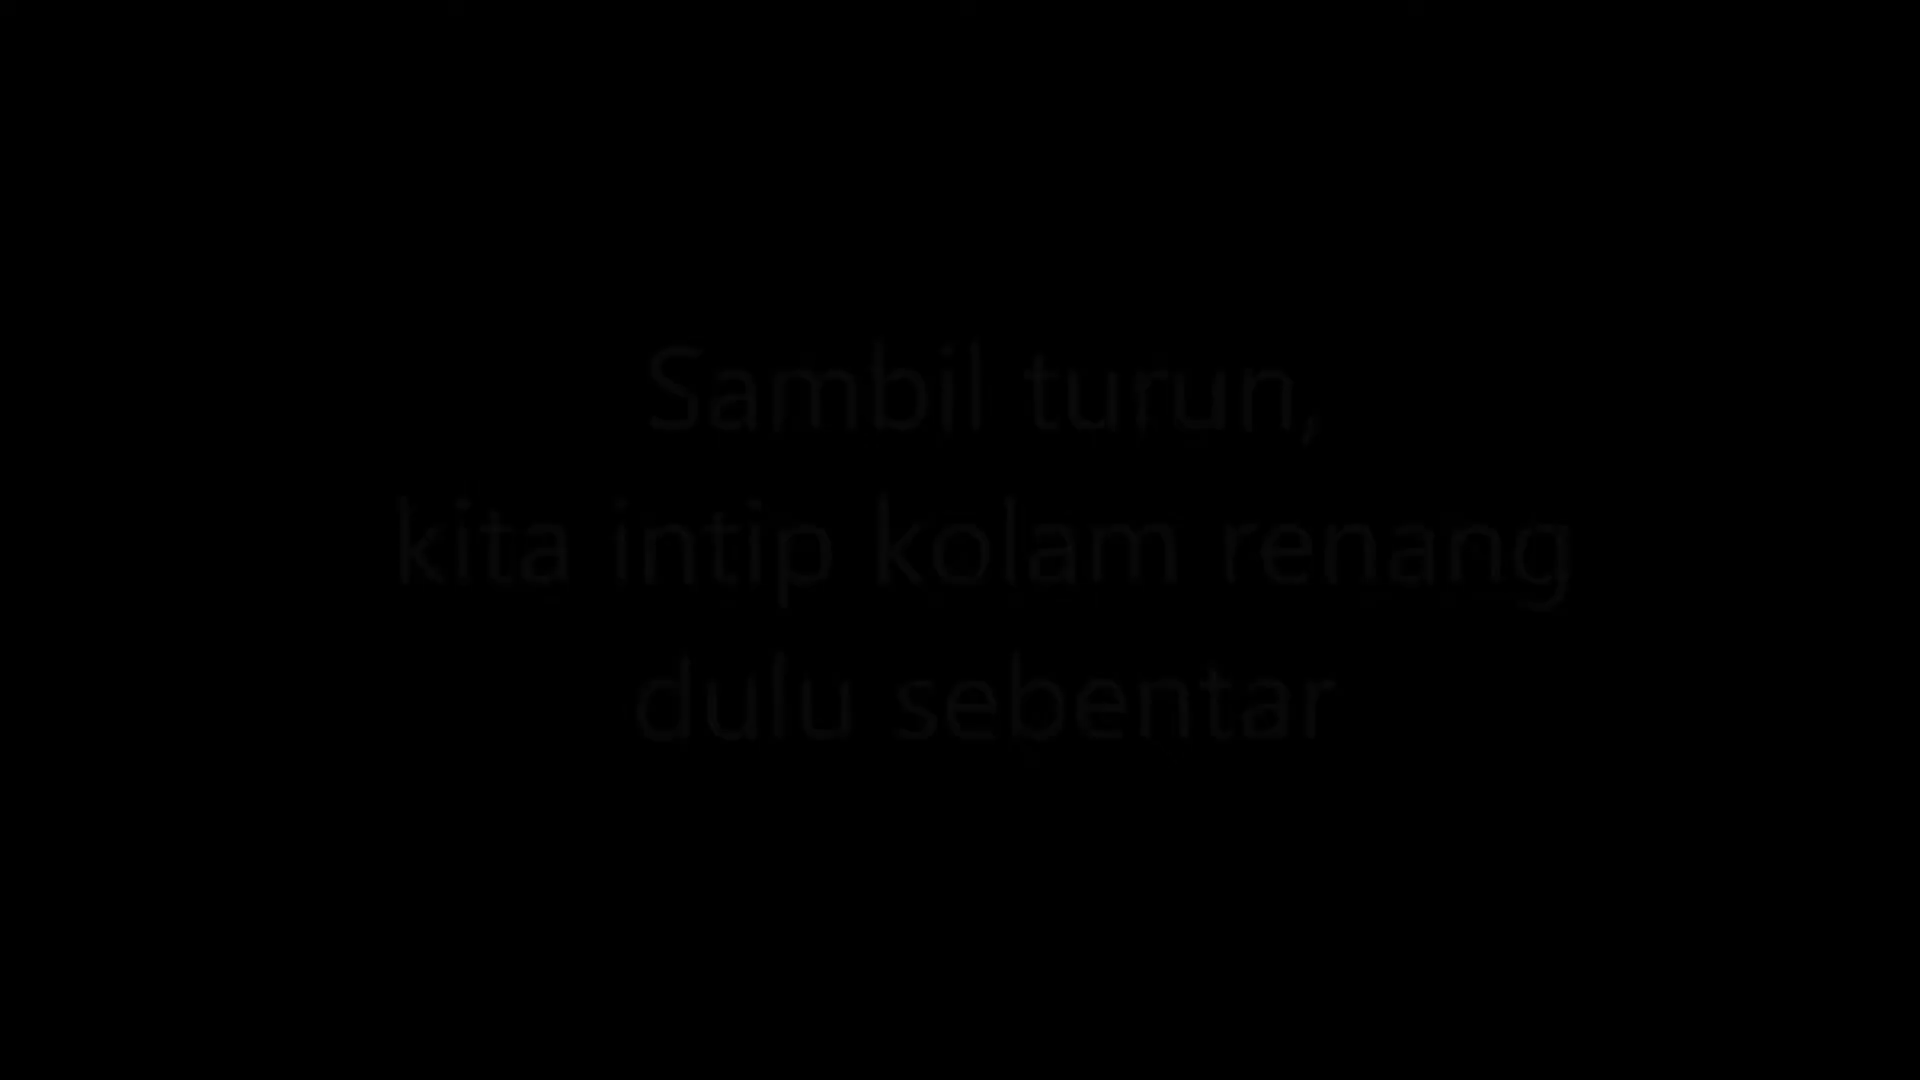 Sambil turun,
kita intip kolam renang
dulu sebentar